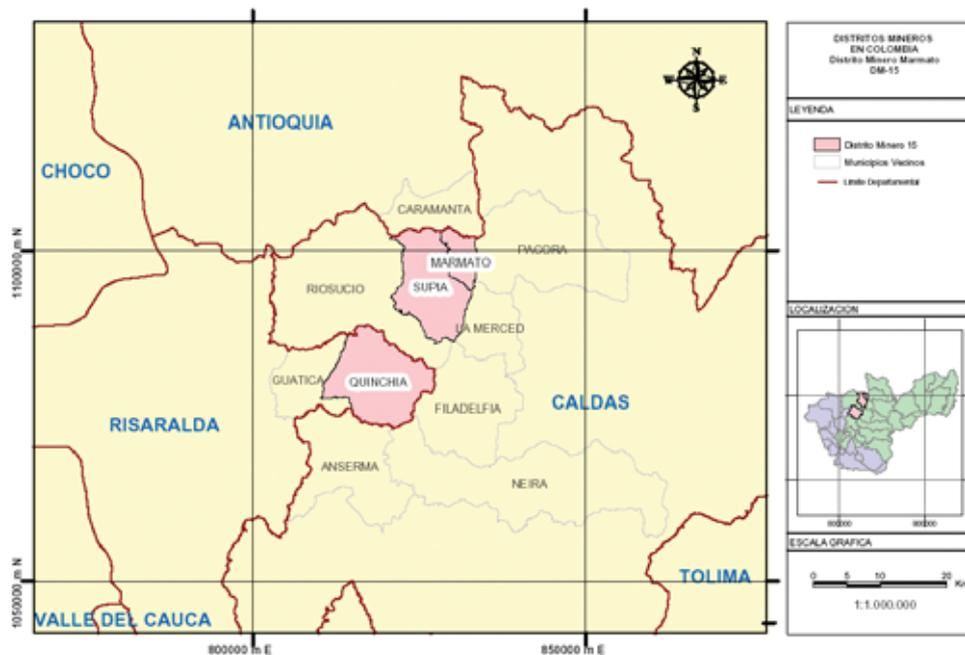 DISTRITOS MINEROS
EN COLOMBIA
Distrito Minero Marmato
DM-15
LEYENDA
Distrito Minero 15
Municipios Vecinos
Limite Departamental
LOCALIZACION
800000
ESCALA GRAFICA
0 5 10 20 Km
1:1.000.000
N
W E
S
ANTIOQUIA
CHOCO
CARAMANTA
PACORA
MARMATO
RIOSUCIO
SUPIA
LA MERCED
GUATICA
QUINCHIA
FILADELFIA
CALDAS
RISARALDA
ANSERMA
NEIRA
TOLIMA
VALLE DEL CAUCA
1100000 m N
1050000 m N
800000 m E
850000 m E